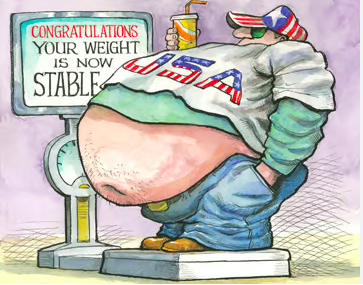 CONGRATULATIONS
YOUR WEIGHT
IS NOW
STABLE
USA